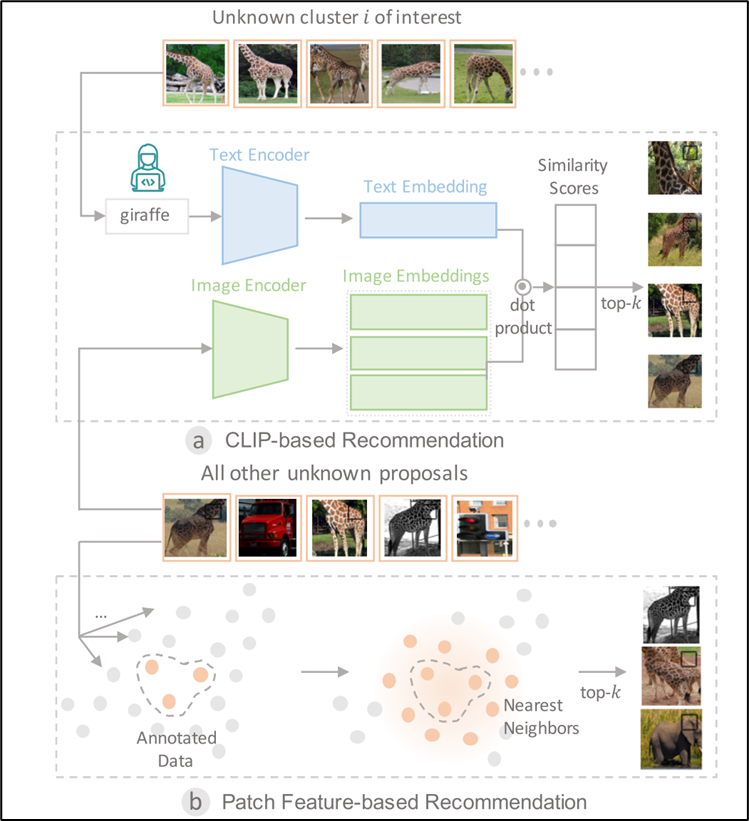 Unknown cluster i of interest
Text Encoder
Text Embedding
Similarity
Scores
giraffe
Image Encoder
Image Embeddings
dot
product
top-k
a CLIP-based Recommendation
All other unknown proposals
...
Annotated
Data
Nearest
Neighbors
top-k
b Patch Feature-based Recommendation